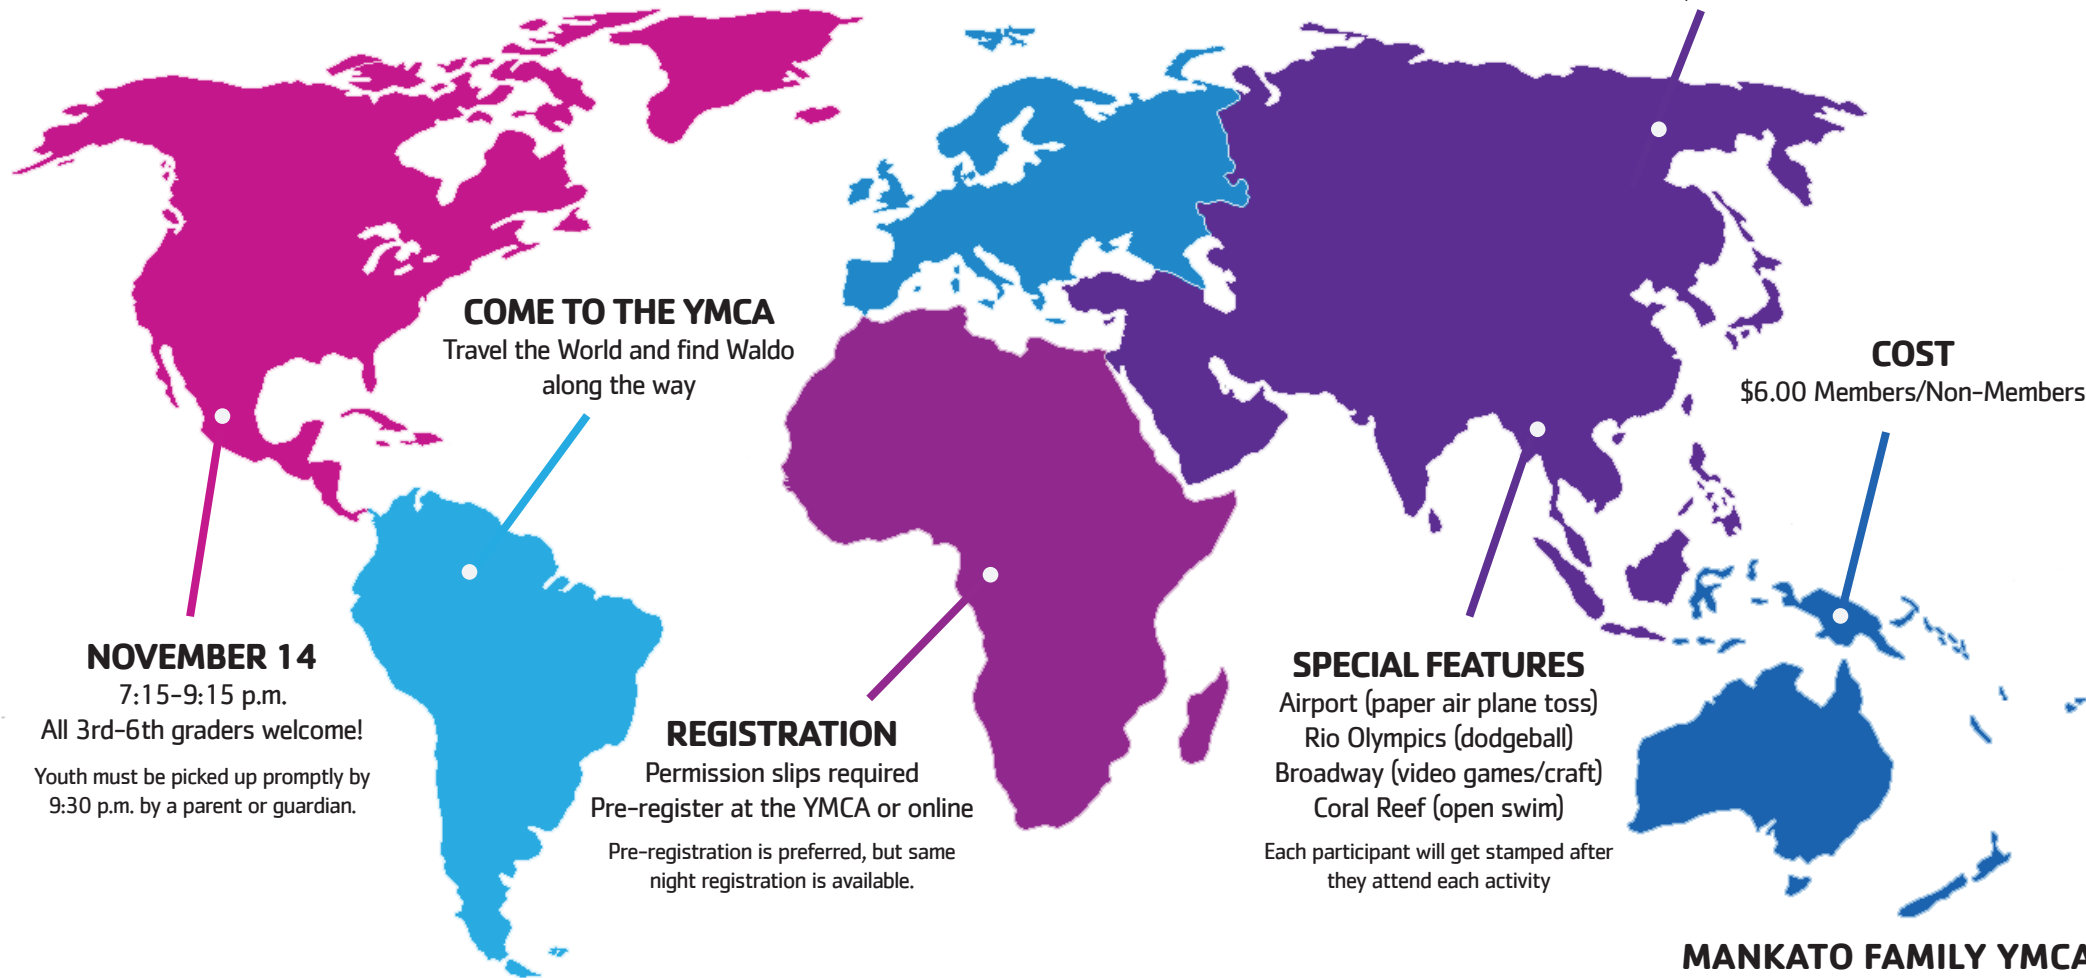 COME TO THE YMCA
Travel the World and find Waldo
along the way
COST
$6.00 Members/Non-Members
NOVEMBER 14
7:15-9:15 p.m.
All 3rd-6th graders welcome!
Youth must be picked up promptly by
9:30 p.m. by a parent or guardian.
REGISTRATION
Permission slips required
Pre-register at the YMCA or online
Pre-registration is preferred, but same
night registration is available.
SPECIAL FEATURES
Airport (paper air plane toss)
Rio Olympics (dodgeball)
Broadway (video games/craft)
Coral Reef (open swim)
Each participant will get stamped after
they attend each activity
MANKATO FAMILY YMCA